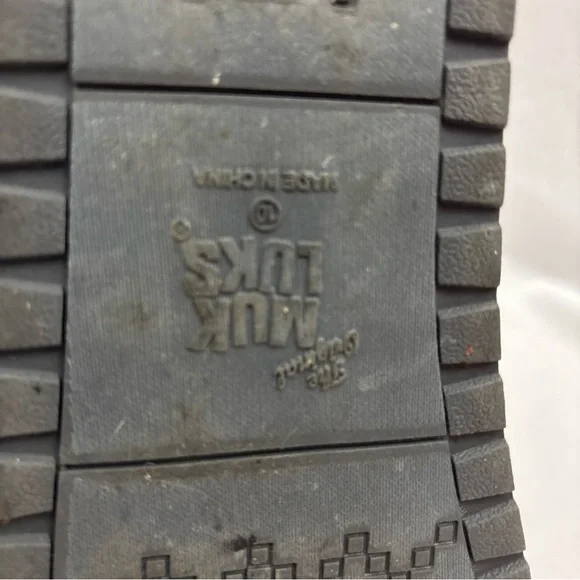 The
Original
MUK
LUKS®
10
MADE IN CHINA